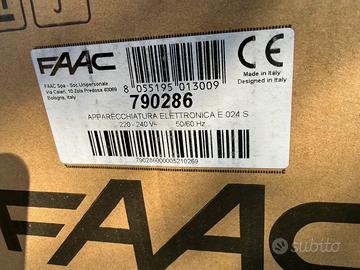 FAAC
FAAC Spa - Soc. Unipersonale
Via Calari, 10 Zola Predosa 40069
Bologna, Italy
8 055195 013009
CE
Made in Italy
Designed in Italy
790286
APPARECCHIATURA ELETTRONICA E 024 S
220 - 240 V~ 50/60 Hz
790286000005210269
FAAC
subito